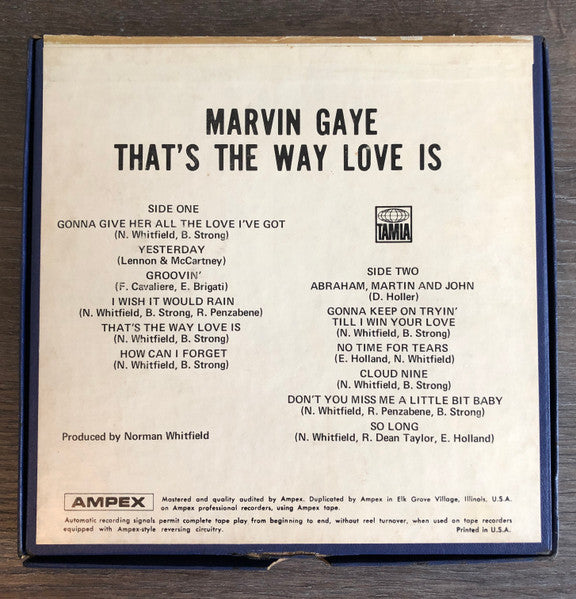 MARVIN GAYE
THAT'S THE WAY LOVE IS
SIDE ONE
GONNA GIVE HER ALL THE LOVE I'VE GOT
(N. Whitfield, B. Strong)
YESTERDAY
(Lennon & McCartney)
GROOVIN'
(F. Cavaliere, E. Brigati)
I WISH IT WOULD RAIN
(N. Whitfield, B. Strong, R. Penzabene)
THAT'S THE WAY LOVE IS
(N. Whitfield, B. Strong)
HOW CAN I FORGET
(N. Whitfield, B. Strong)
Produced by Norman Whitfield
TAMLA
SIDE TWO
ABRAHAM, MARTIN AND JOHN
(D. Holler)
GONNA KEEP ON TRYIN'
TILL I WIN YOUR LOVE
(N. Whitfield, B. Strong)
NO TIME FOR TEARS
(E. Holland, N. Whitfield)
CLOUD NINE
(N. Whitfield, B. Strong)
DON'T YOU MISS ME A LITTLE BIT BABY
(N. Whitfield, R. Penzabene, B. Strong)
SO LONG
(N. Whitfield, R. Dean Taylor, E. Holland)
AMPEX
Mastered and quality audited by Ampex. Duplicated by Ampex in Elk Grove Village, Illinois, U.S.A.
on Ampex professional recorders, using Ampex tape.
Automatic recording signals permit complete tape play from beginning to end, without reel turnover, when used on tape recorders
equipped with Ampex-style reversing circuitry.
Printed in U.S.A.